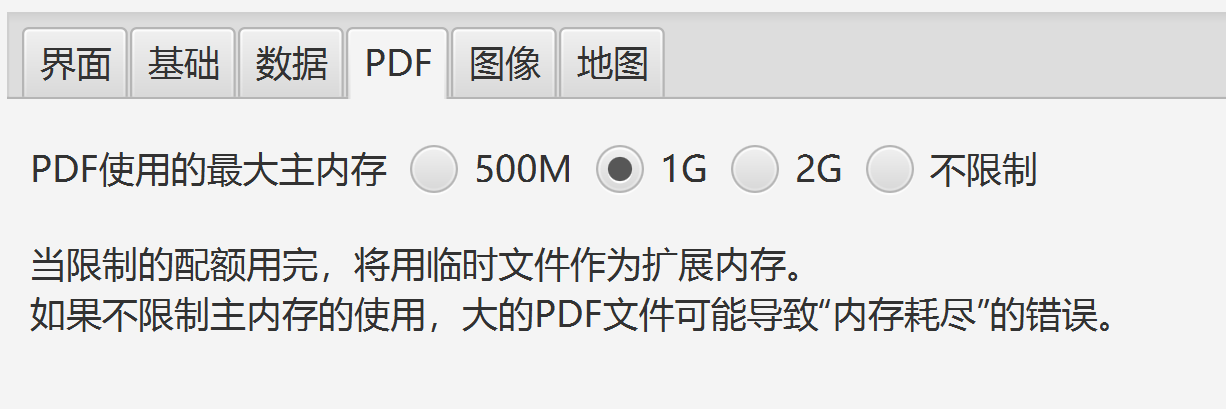 界面 基础 数据 PDF 图像 地图
PDF使用的最大主内存 500M 1G 2G 不限制
当限制的配额用完，将用临时文件作为扩展内存。
如果不限制主内存的使用，大的PDF文件可能导致“内存耗尽”的错误。